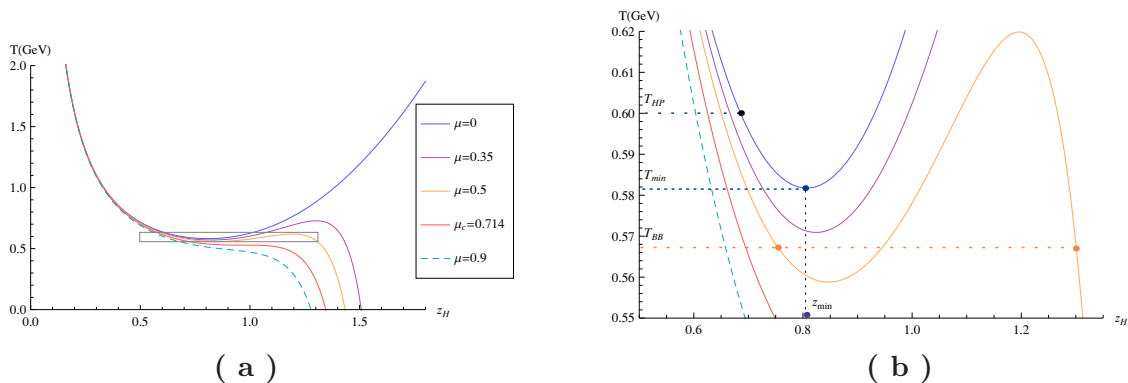 T(GeV)
2.0
1.5
1.0
0.5
0.0
0.0
0.5
1.0
1.5
z_H
μ=0
μ=0.35
μ=0.5
μ_c=0.714
μ=0.9
( a )
T(GeV)
0.62
0.61
T_HP
0.60
0.59
T_min
0.58
T_BB
0.57
0.56
z_min
0.55
0.6
0.8
1.0
1.2
z_H
( b )